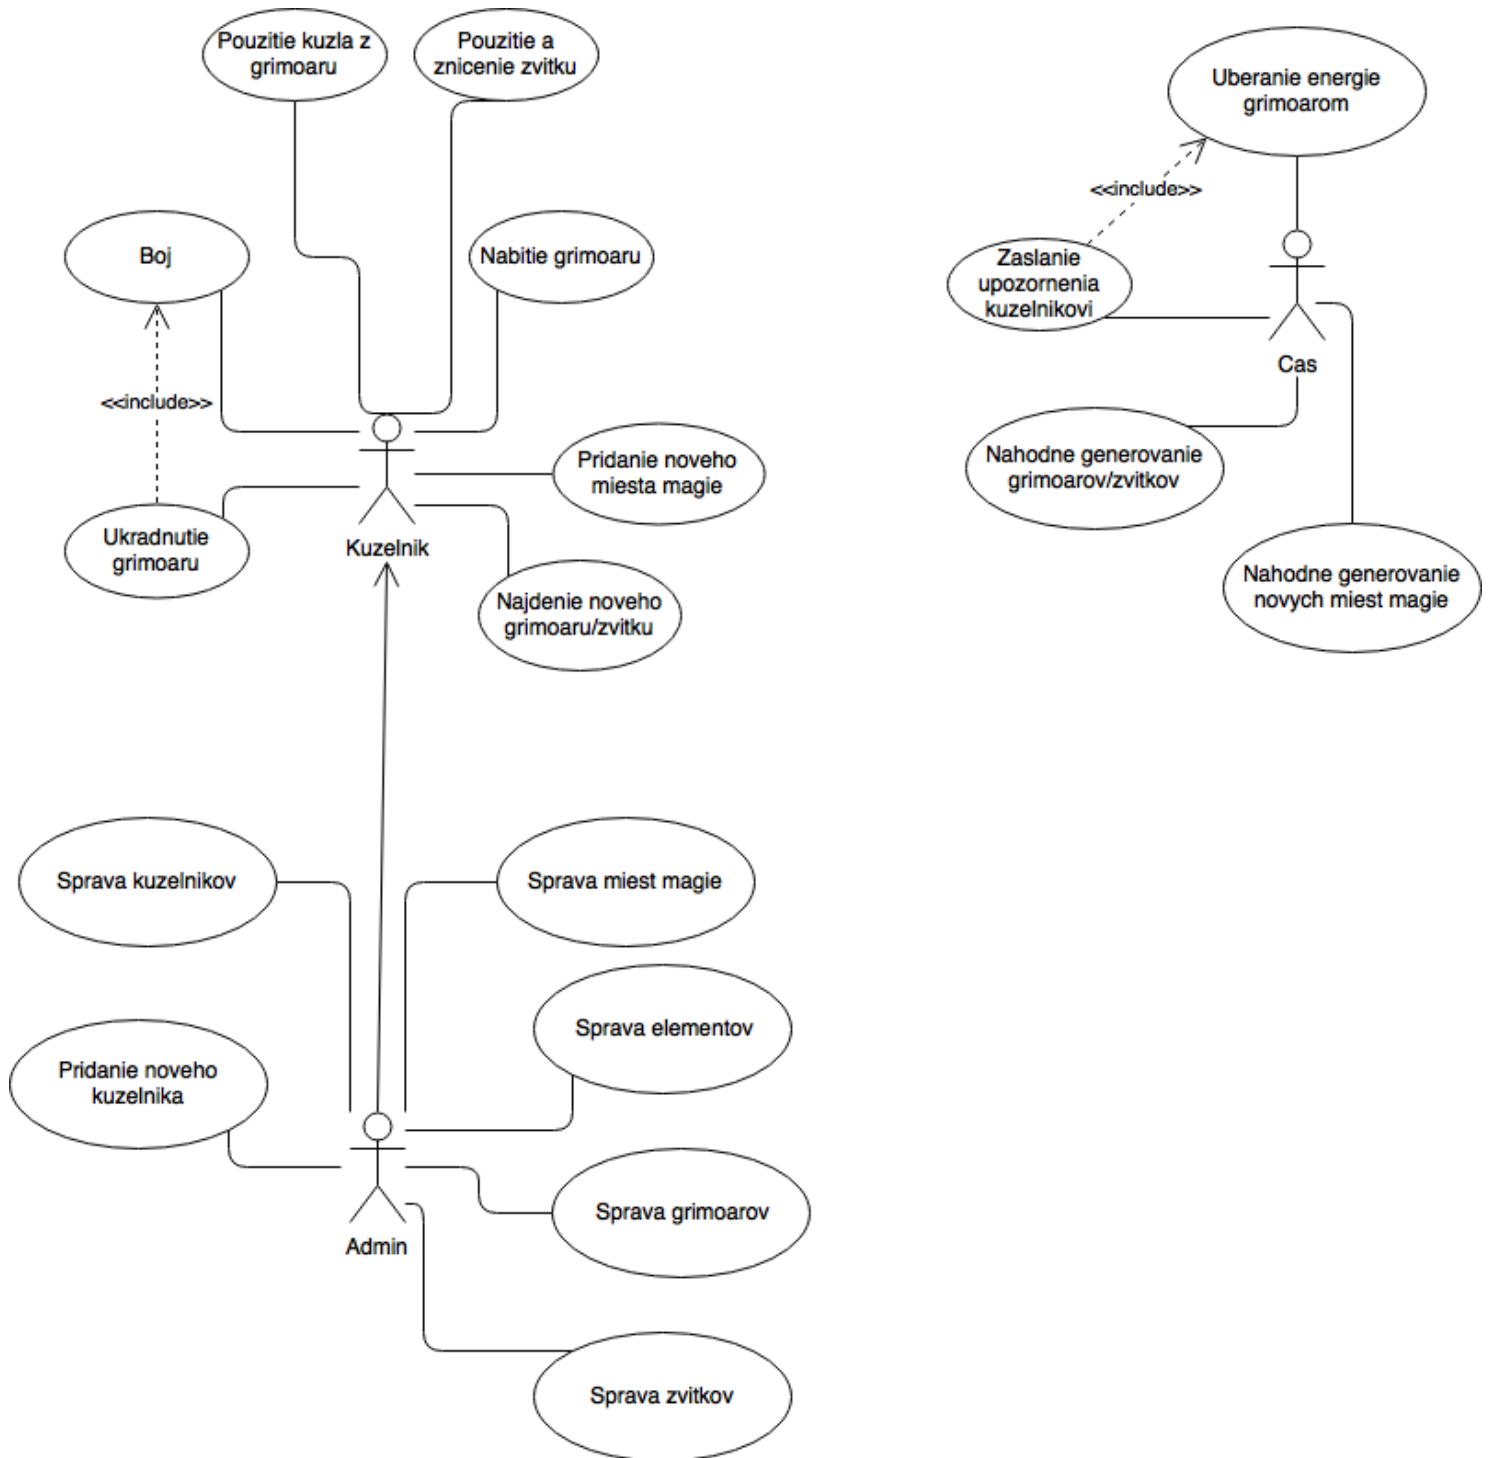 Pouzitie kuzla z
grimoaru
Pouzitie a
znicenie zvitku
Uberanie energie
grimoarom
<<include>>
Boj
Nabitie grimoaru
Zaslanie
upozornenia
kuzelnikovi
Cas
<<include>>
Nahodne generovanie
grimoarov/zvitkov
Pridanie noveho
miesta magie
Ukradnutie
grimoaru
Kuzelnik
Nahodne generovanie
novych miest magie
Najdenie noveho
grimoaru/zvitku
Sprava kuzelnikov
Sprava miest magie
Sprava elementov
Pridanie noveho
kuzelnika
Sprava grimoarov
Admin
Sprava zvitkov